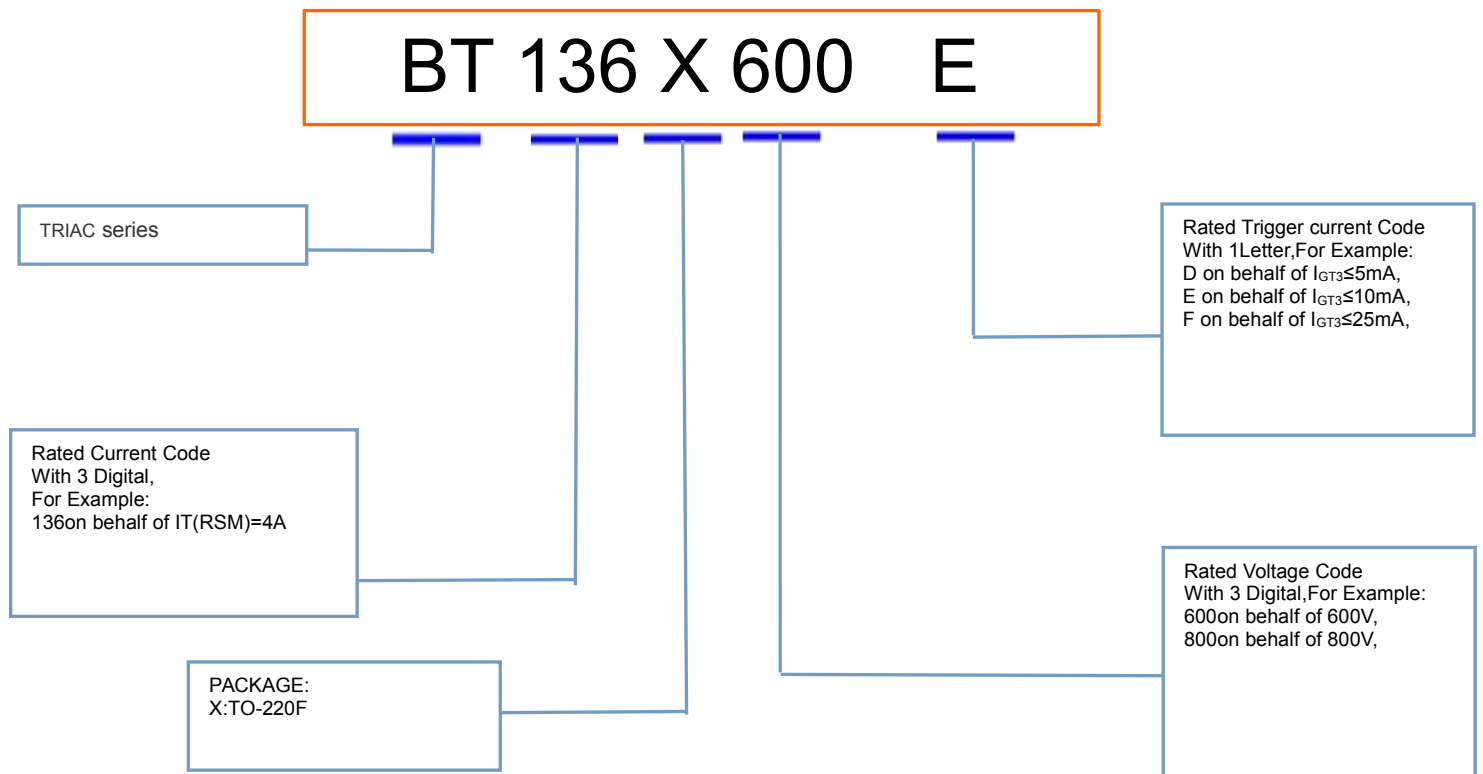 BT 136 X 600 E
TRIAC series
Rated Trigger current Code
With 1Letter,For Example:
D on behalf of IGT3≤5mA,
E on behalf of IGT3≤10mA,
F on behalf of IGT3≤25mA,
Rated Current Code
With 3 Digital,
For Example:
136on behalf of IT(RSM)=4A
Rated Voltage Code
With 3 Digital,For Example:
600on behalf of 600V,
800on behalf of 800V,
PACKAGE:
X:TO-220F